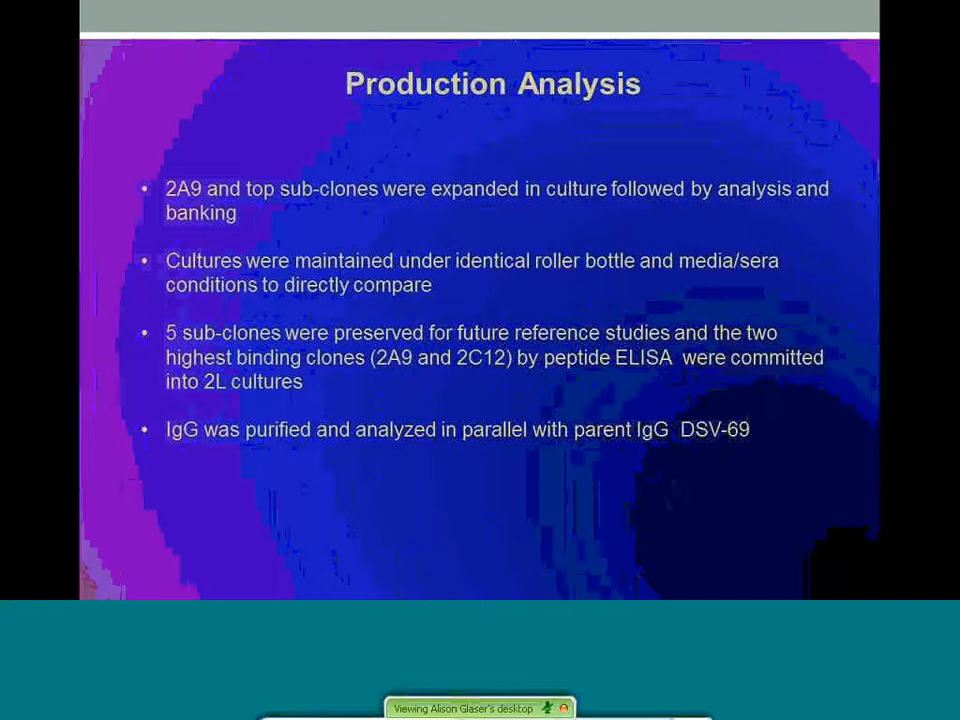 Production Analysis
• 2A9 and top sub-clones were expanded in culture followed by analysis and
banking
• Cultures were maintained under identical roller bottle and media/sera
conditions to directly compare
• 5 sub-clones were preserved for future reference studies and the two
highest binding clones (2A9 and 2C12) by peptide ELISA were committed
into 2L cultures
• IgG was purified and analyzed in parallel with parent IgG DSV-69
Viewing Alison Glaser's desktop